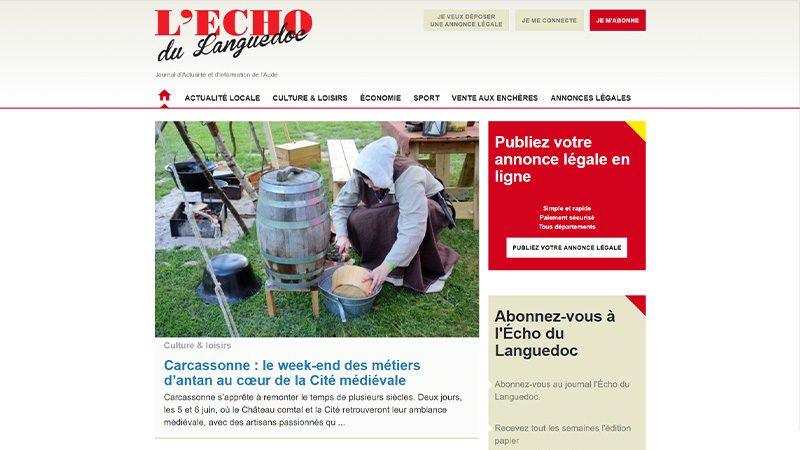 L'ECHO
du Languedoc
Journal d'Actualité et d'information de l'Aude
JE VEUX DÉPOSER
UNE ANNONCE LÉGALE
JE ME CONNECTE
JE M'ABONNE
ACTUALITÉ LOCALE
CULTURE & LOISIRS
ÉCONOMIE
SPORT
VENTE AUX ENCHÈRES
ANNONCES LÉGALES
Culture & loisirs
Carcassonne : le week-end des métiers
d'antan au cœur de la Cité médiévale
Carcassonne s'apprête à remonter le temps de plusieurs siècles. Deux jours,
les 5 et 6 juin, où le Château comtal et la Cité retrouveront leur ambiance
médiévale, avec des artisans passionnés qu ...
Publiez votre
annonce légale en
ligne
Simple et rapide
Paiement sécurisé
Tous départements
PUBLIEZ VOTRE ANNONCE LÉGALE
Abonnez-vous à
l'Écho du
Languedoc
Abonnez-vous au journal l'Écho du
Languedoc.
Recevez tout les semaines l'édition
papier